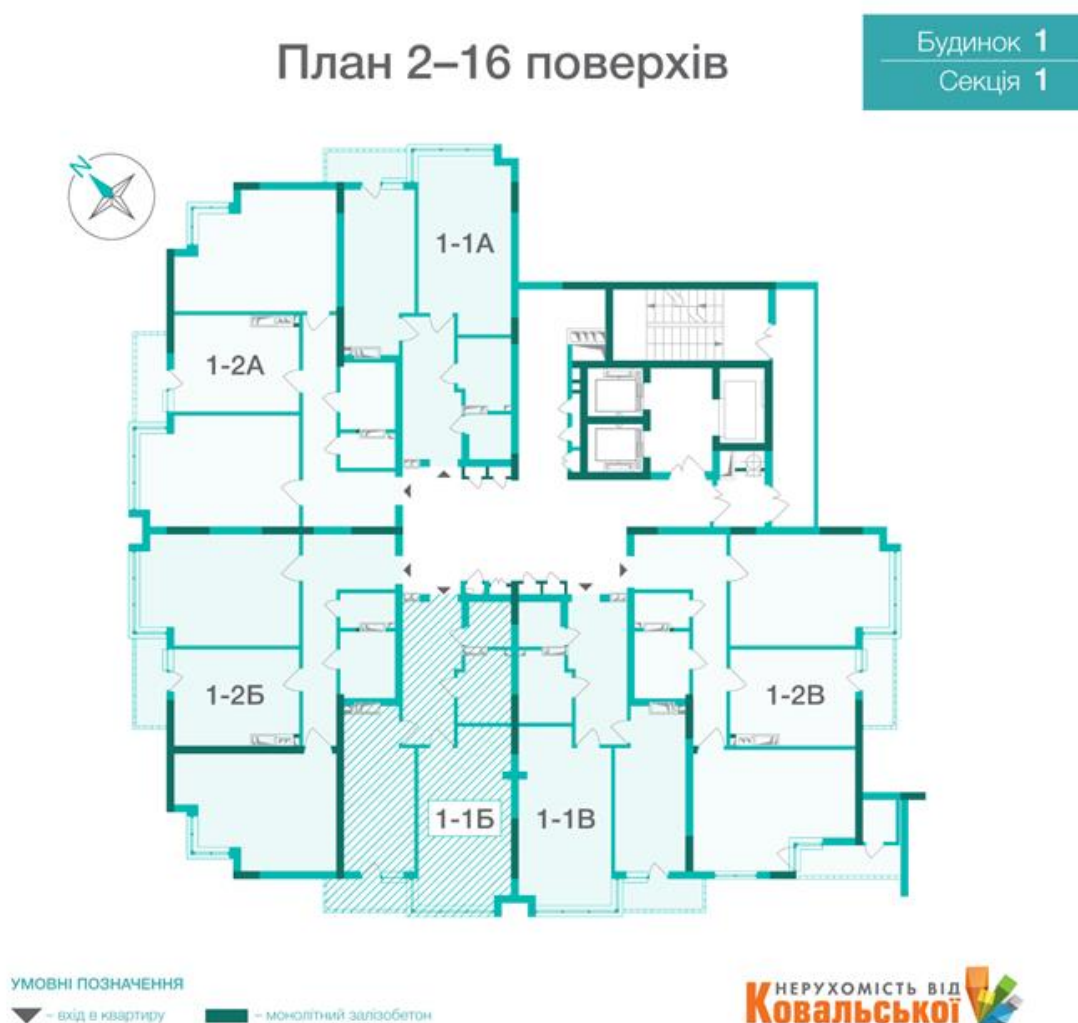 План 2–16 поверхів
Будинок 1
Секція 1
N
1-1А
1-2А
1-2Б
1-2В
1-1Б
1-1В
УМОВНІ ПОЗНАЧЕННЯ
– вхід в квартиру
– монолітний залізобетон
НЕРУХОМІСТЬ ВІД
Ковальської